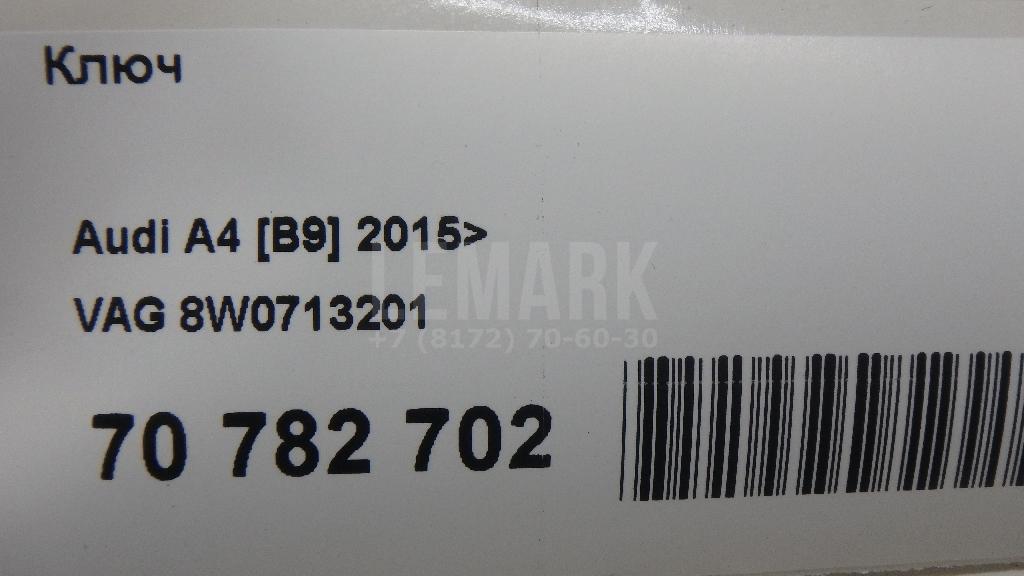 Ключ
Audi A4 [B9] 2015>
VAG 8W0713201
LEMARK
+7 (8172) 70-60-30
70 782 702